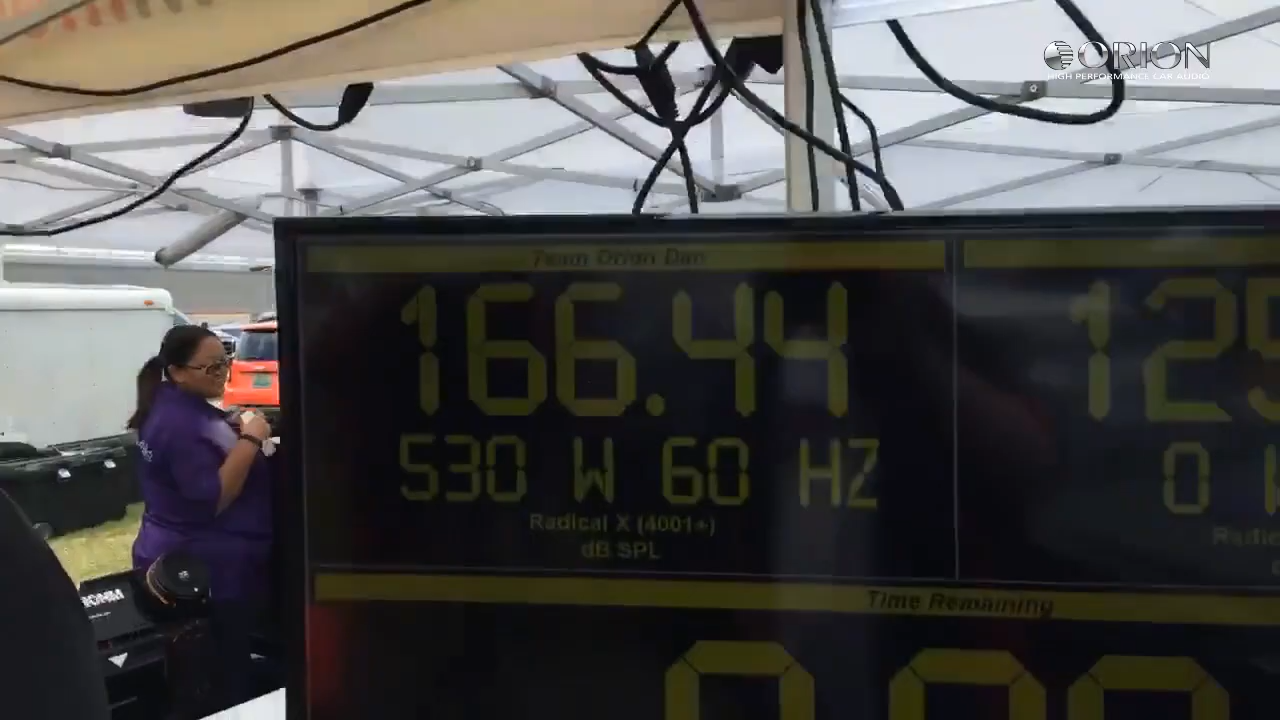 ORION
HIGH PERFORMANCE CAR AUDIO
Team Orion Dan
166.44
530 W 60 HZ
Radical X (4001+)
dB SPL
125
0
Radic
Time Remaining